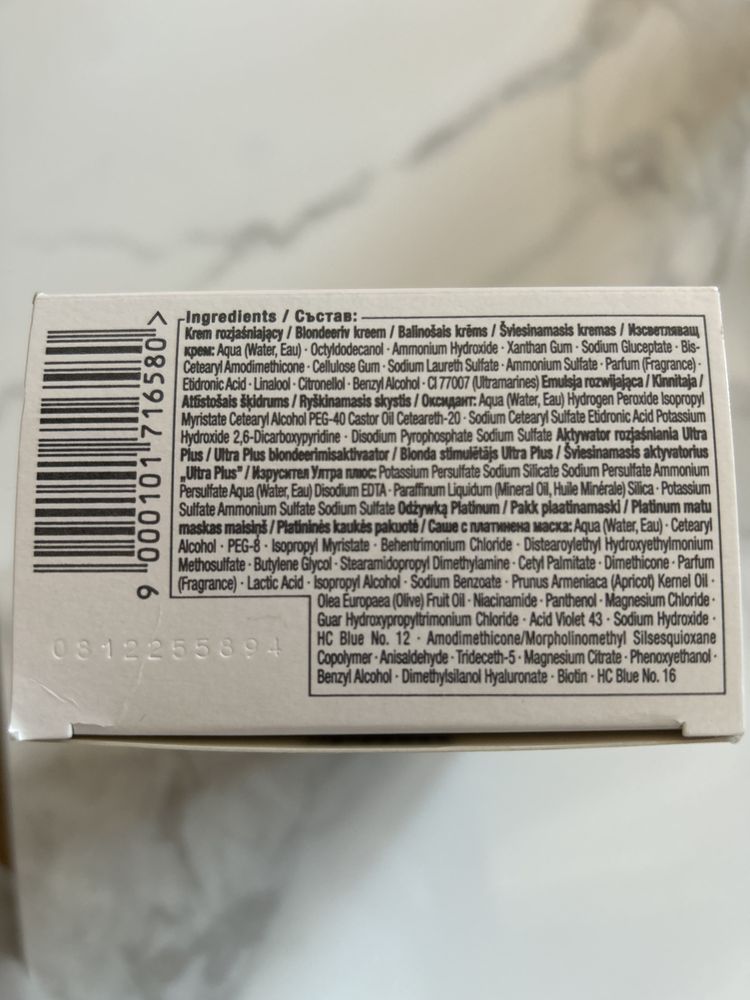 Ingredients / Състав:
Krem rozjaśniający / Blondeeriv kreem / Balinošais krēms / Šviesinamasis kremas / Изсветляващ
крем: Aqua (Water, Eau) · Octyldodecanol · Ammonium Hydroxide · Xanthan Gum · Sodium Gluceptate · Bis-
Cetearyl Amodimethicone · Cellulose Gum · Sodium Laureth Sulfate · Ammonium Sulfate · Parfum (Fragrance) ·
Etidronic Acid · Linalool · Citronellol · Benzyl Alcohol · CI 77007 (Ultramarines) Emulsja rozwijająca / Kinnitaja /
Attīstošais šķidrums / Ryškinamasis skystis / Оксидант: Aqua (Water, Eau) Hydrogen Peroxide Isopropyl
Myristate Cetearyl Alcohol PEG-40 Castor Oil Ceteareth-20 · Sodium Cetearyl Sulfate Etidronic Acid Potassium
Hydroxide 2,6-Dicarboxypyridine · Disodium Pyrophosphate Sodium Sulfate Aktywator rozjaśniania Ultra
Plus / Ultra Plus blondeerimisaktivaator / Blonda stimulētājs Ultra Plus / Šviesinamasis aktyvatorius
„Ultra Plus" / Изрусител Ултра плюс: Potassium Persulfate Sodium Silicate Sodium Persulfate Ammonium
Persulfate Aqua (Water, Eau) Disodium EDTA · Paraffinum Liquidum (Mineral Oil, Huile Minérale) Silica · Potassium
Sulfate Ammonium Sulfate Sodium Sulfate Odżywką Platinum / Pakk plaatinamaski / Platinum matu
maskas maisiņš / Platininės kaukės pakuotė / Саше с платинена маска: Aqua (Water, Eau) · Cetearyl
Alcohol · PEG-8 · Isopropyl Myristate · Behentrimonium Chloride · Distearoylethyl Hydroxyethylmonium
Methosulfate · Butylene Glycol · Stearamidopropyl Dimethylamine · Cetyl Palmitate · Dimethicone · Parfum
(Fragrance) · Lactic Acid · Isopropyl Alcohol · Sodium Benzoate · Prunus Armeniaca (Apricot) Kernel Oil ·
Olea Europaea (Olive) Fruit Oil · Niacinamide · Panthenol · Magnesium Chloride ·
Guar Hydroxypropyltrimonium Chloride · Acid Violet 43 · Sodium Hydroxide ·
HC Blue No. 12 · Amodimethicone/Morpholinomethyl Silsesquioxane
Copolymer · Anisaldehyde · Trideceth-5 · Magnesium Citrate · Phenoxyethanol ·
Benzyl Alcohol · Dimethylsilanol Hyaluronate · Biotin · HC Blue No. 16
9 000101 716580 >
0812255894